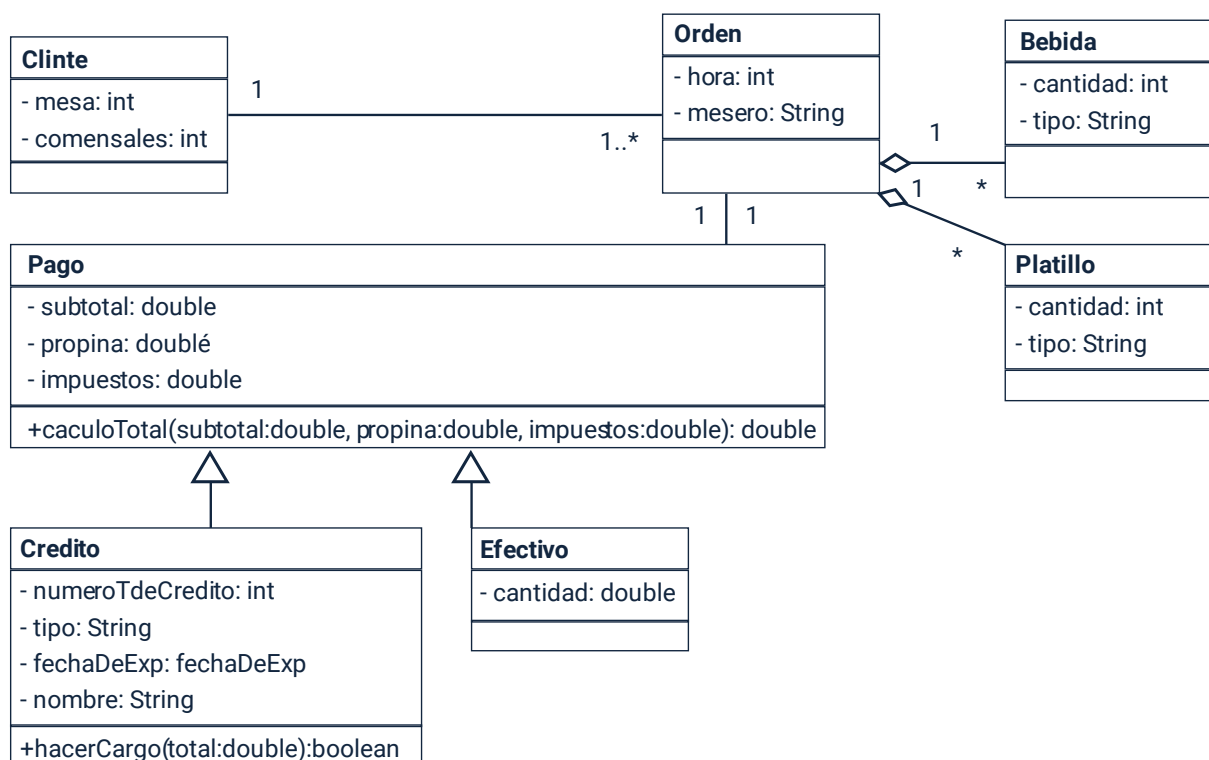 Clinte
- mesa: int
- comensales: int
1
1..*
Orden
- hora: int
- mesero: String
1
*
1
*
Bebida
- cantidad: int
- tipo: String
Platillo
- cantidad: int
- tipo: String
1
1
Pago
- subtotal: double
- propina: doublé
- impuestos: double
+caculoTotal(subtotal:double, propina:double, impuestos:double): double
Credito
- numeroTdeCredito: int
- tipo: String
- fechaDeExp: fechaDeExp
- nombre: String
+hacerCargo(total:double):boolean
Efectivo
- cantidad: double